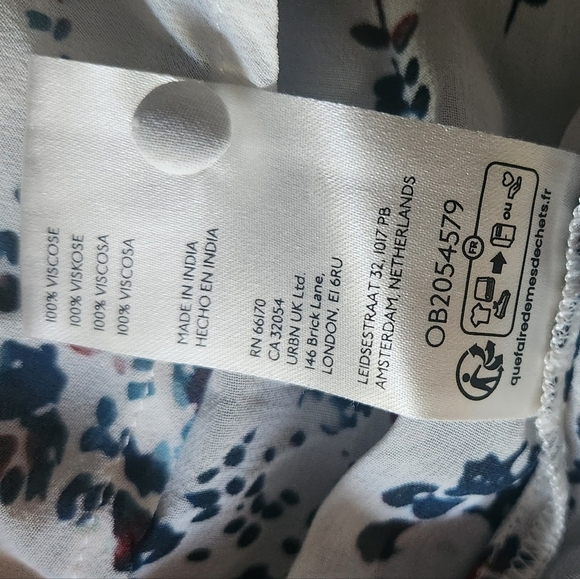 100% VISCOSE
100% VISKOSE
100% VISCOSA
100% VISCOSA
MADE IN INDIA
HECHO EN INDIA
RN 66170
CA 32054
URBN UK Ltd.
146 Brick Lane,
LONDON, E1 6RU
LEIDSESTRAAT 32, 1017 PB
AMSTERDAM, NETHERLANDS
OB2054579
FR
ou
quefairedemesdechets.fr